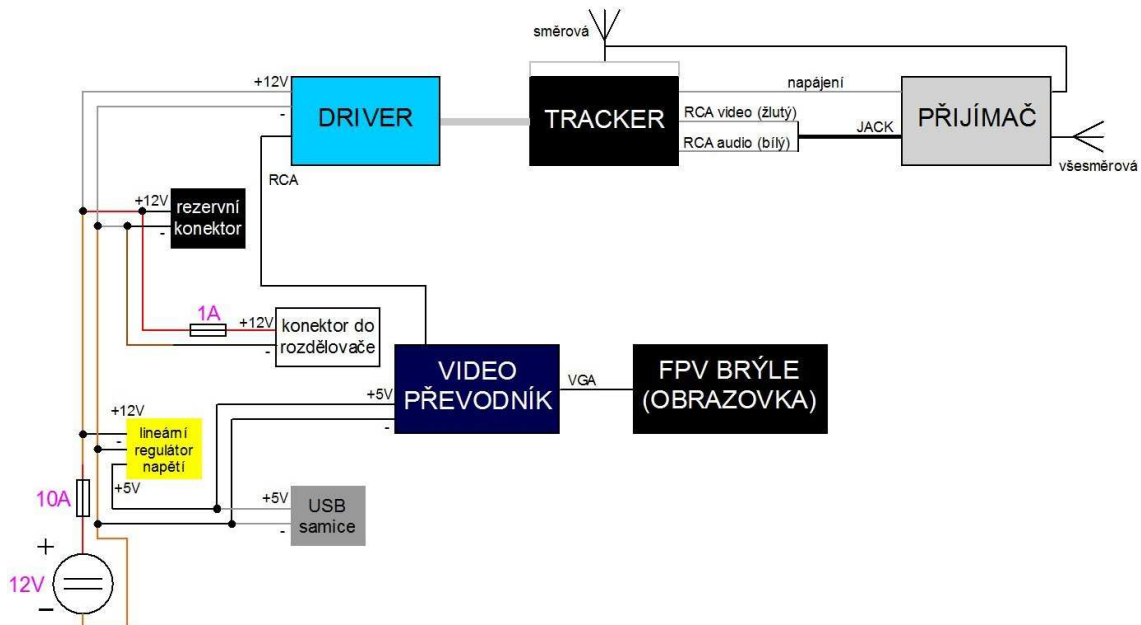 směrová
+12V
-
DRIVER
TRACKER
napájení
RCA video (žlutý)
RCA audio (bílý)
JACK
PŘIJÍMAČ
všesměrová
RCA
+12V
-
rezervní
konektor
1A
+12V
-
konektor do
rozdělovače
+5V
-
VIDEO
PŘEVODNÍK
VGA
FPV BRÝLE
(OBRAZOVKA)
+12V
-
+5V
lineární
regulátor
napětí
10A
+5V
-
USB
samice
+
12V
–